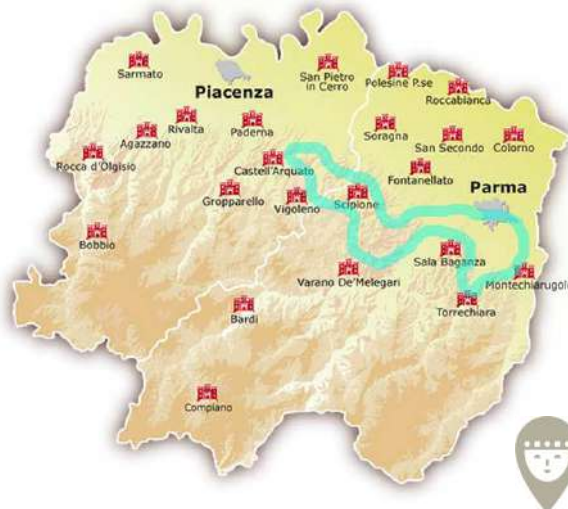 Sarmato
Piacenza
San Pietro
in Cerro
Polesine P.se
Roccabianca
Agazzano
Rivalta
Paderna
Soragna
San Secondo
Colorno
Rocca d'Olgisio
Castell'Arquato
Fontanellato
Parma
Gropparello
Vigoleno
Scipione
Bobbio
Sala Baganza
Varano De'Melegari
Montechiarugolo
Torrechiara
Bardi
Compiano